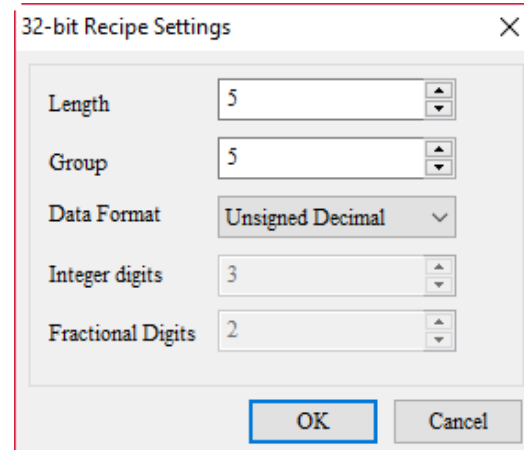 32-bit Recipe Settings
Length 5
Group 5
Data Format Unsigned Decimal
Integer digits 3
Fractional Digits 2
OK Cancel